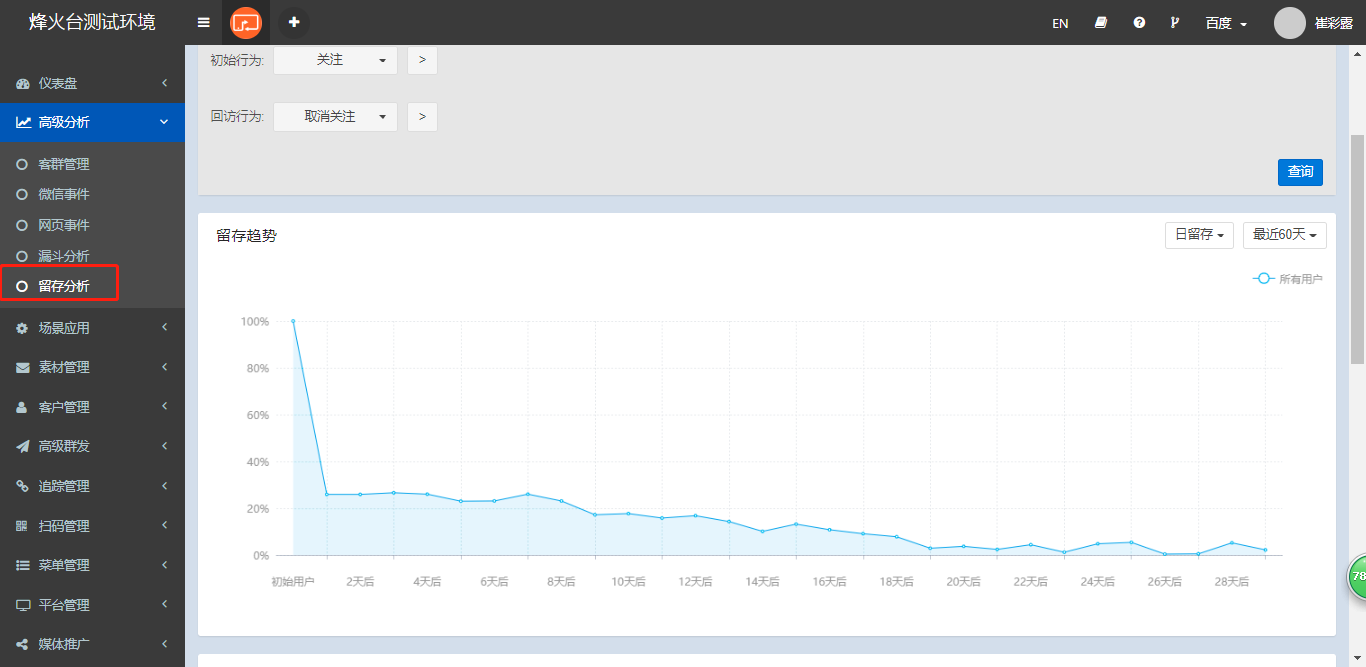 烽火台测试环境
EN
百度
崔彩露
仪表盘
高级分析
客群管理
微信事件
网页事件
漏斗分析
留存分析
场景应用
素材管理
客户管理
高级群发
追踪管理
扫码管理
菜单管理
平台管理
媒体推广
初始行为: 关注 >
回访行为: 取消关注 >
查询
留存趋势
日留存
最近60天
所有用户
100%
80%
60%
40%
20%
0%
初始用户 2天后 4天后 6天后 8天后 10天后 12天后 14天后 16天后 18天后 20天后 22天后 24天后 26天后 28天后
78